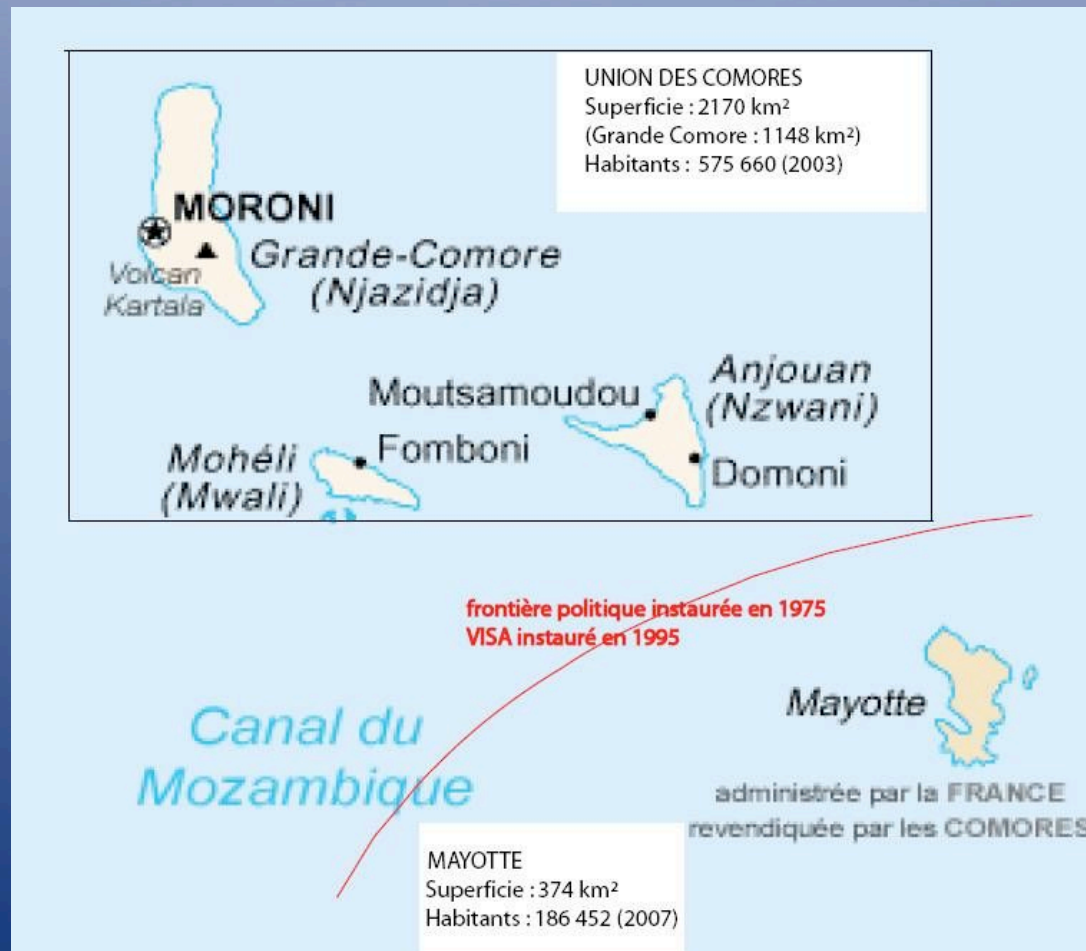 UNION DES COMORES
Superficie : 2170 km²
(Grande Comore : 1148 km²)
Habitants : 575 660 (2003)
MORONI
Volcan
Kartala
Grande-Comore
(Njazidja)
Moutsamoudou
Anjouan
(Nzwani)
Mohéli
(Mwali)
Fomboni
Domoni
frontière politique instaurée en 1975
VISA instauré en 1995
Canal du
Mozambique
Mayotte
administrée par la FRANCE
revendiquée par les COMORES
MAYOTTE
Superficie : 374 km²
Habitants : 186 452 (2007)